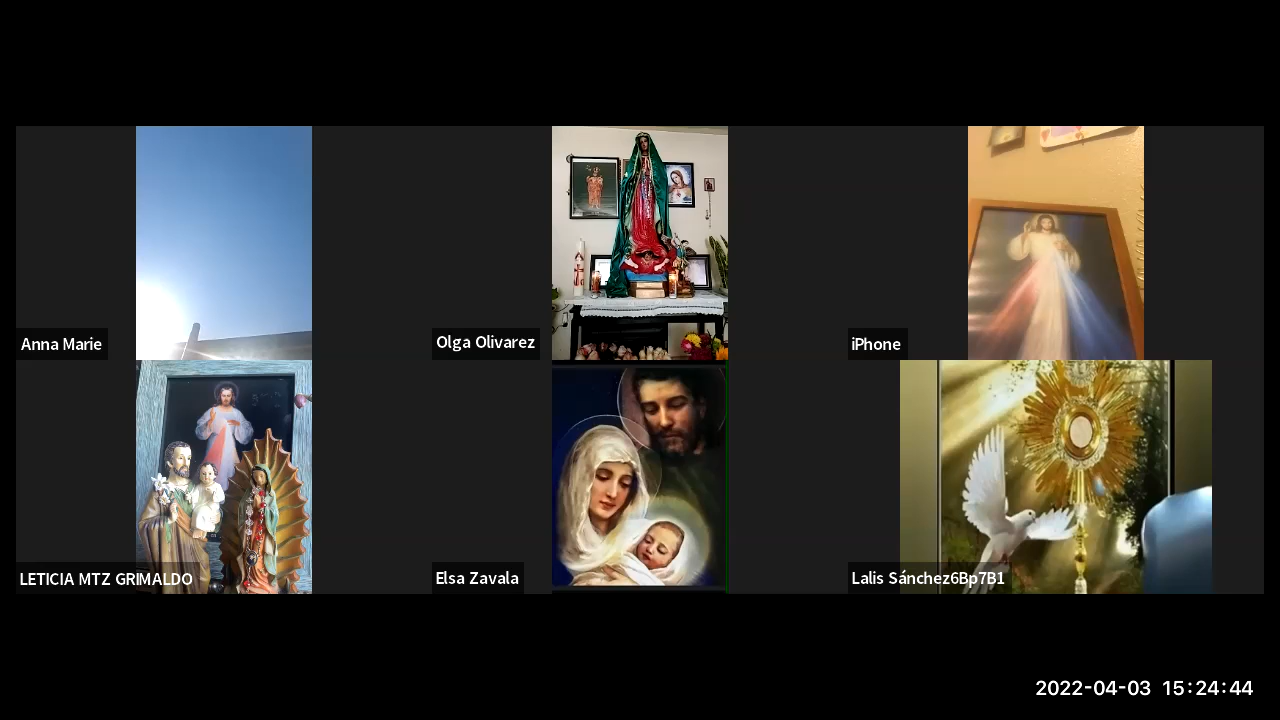 Anna Marie
Olga Olivarez
iPhone
LETICIA MTZ GRIMALDO
Elsa Zavala
Lalis Sánchez6Bp7B1
2022-04-03 15:24:44